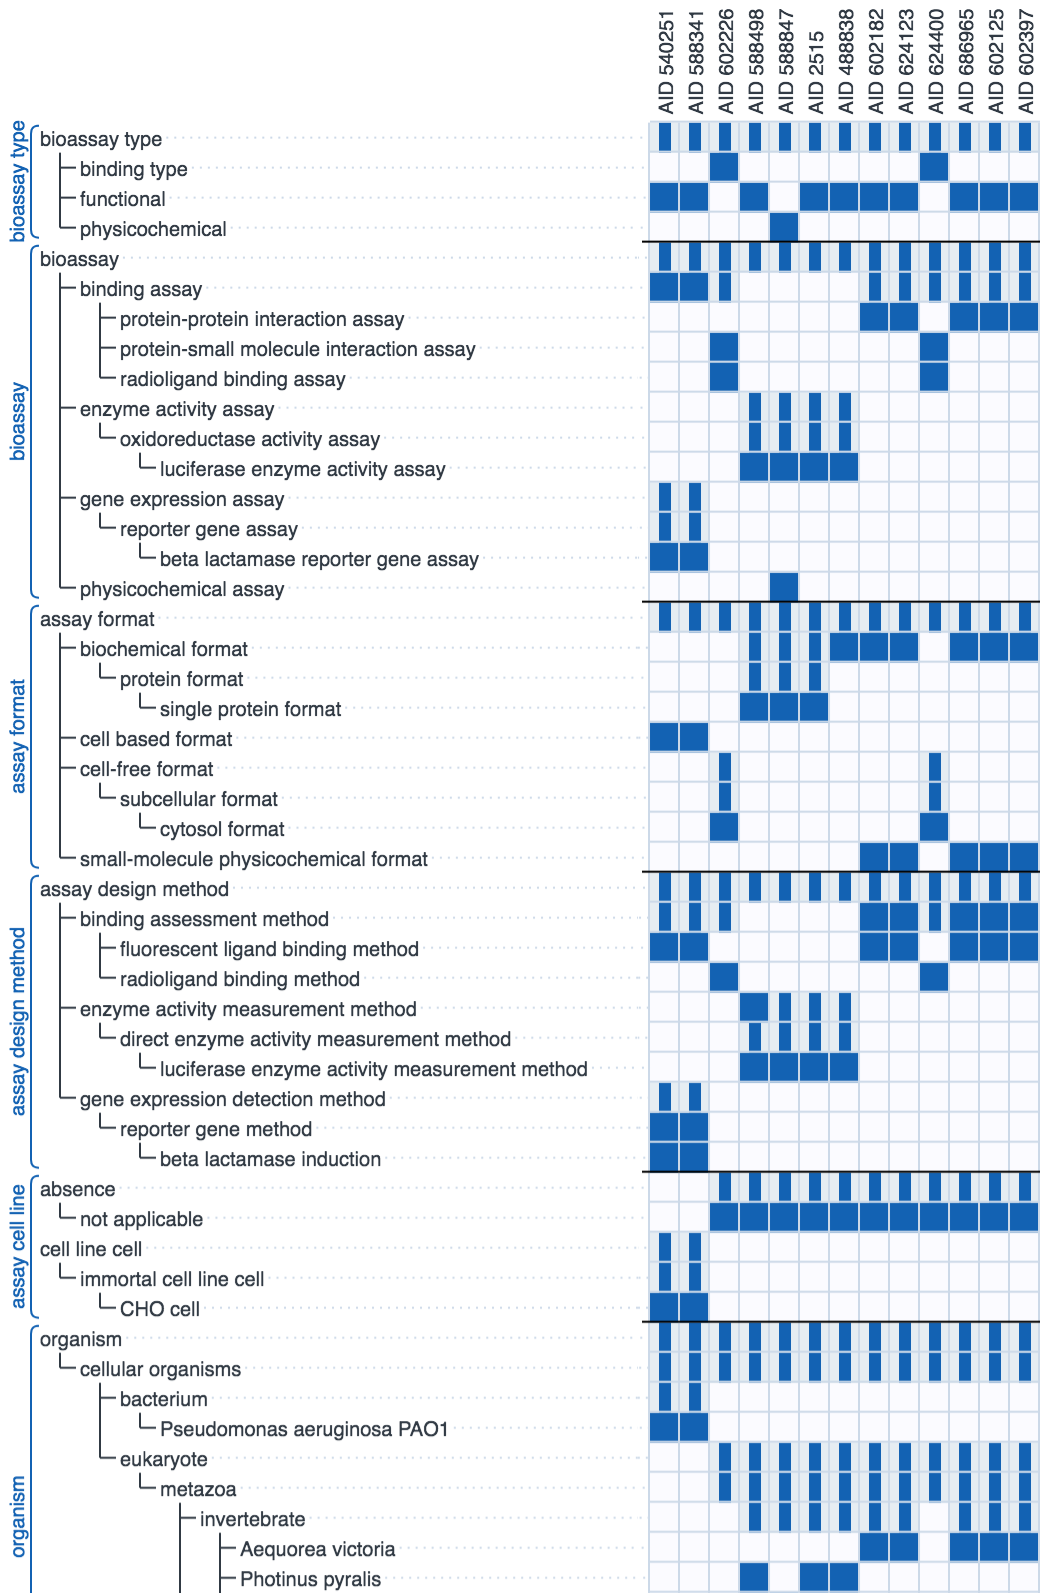 AID 540251
AID 588341
AID 602226
AID 588498
AID 588847
AID 2515
AID 488838
AID 602182
AID 624123
AID 624400
AID 686965
AID 602125
AID 602397
bioassay type
bioassay type
binding type
functional
physicochemical
bioassay
bioassay
binding assay
protein-protein interaction assay
protein-small molecule interaction assay
radioligand binding assay
enzyme activity assay
oxidoreductase activity assay
luciferase enzyme activity assay
gene expression assay
reporter gene assay
beta lactamase reporter gene assay
physicochemical assay
assay format
assay format
biochemical format
protein format
single protein format
cell based format
cell-free format
subcellular format
cytosol format
small-molecule physicochemical format
assay design method
assay design method
binding assessment method
fluorescent ligand binding method
radioligand binding method
enzyme activity measurement method
direct enzyme activity measurement method
luciferase enzyme activity measurement method
gene expression detection method
reporter gene method
beta lactamase induction
assay cell line
absence
not applicable
cell line cell
immortal cell line cell
CHO cell
organism
organism
cellular organisms
bacterium
Pseudomonas aeruginosa PAO1
eukaryote
metazoa
invertebrate
Aequorea victoria
Photinus pyralis